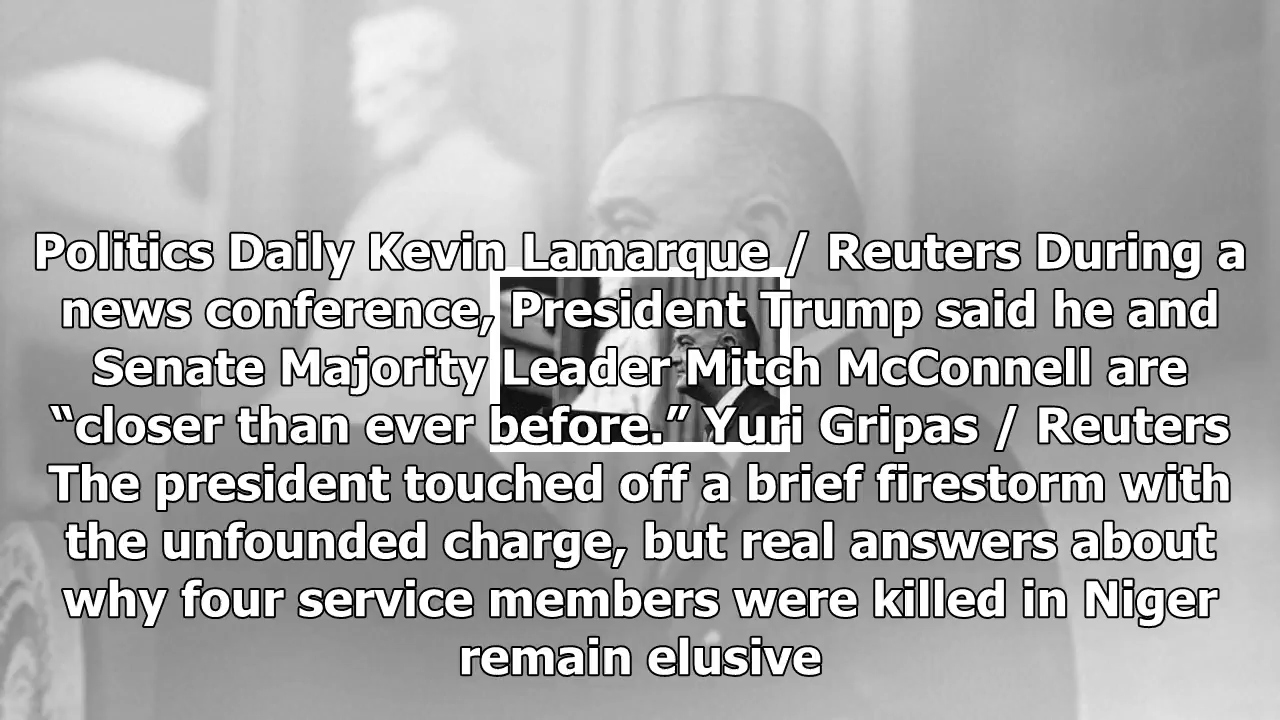 Politics Daily Kevin Lamarque / Reuters During a
news conference, President Trump said he and
Senate Majority Leader Mitch McConnell are
“closer than ever before.” Yuri Gripas / Reuters
The president touched off a brief firestorm with
the unfounded charge, but real answers about
why four service members were killed in Niger
remain elusive